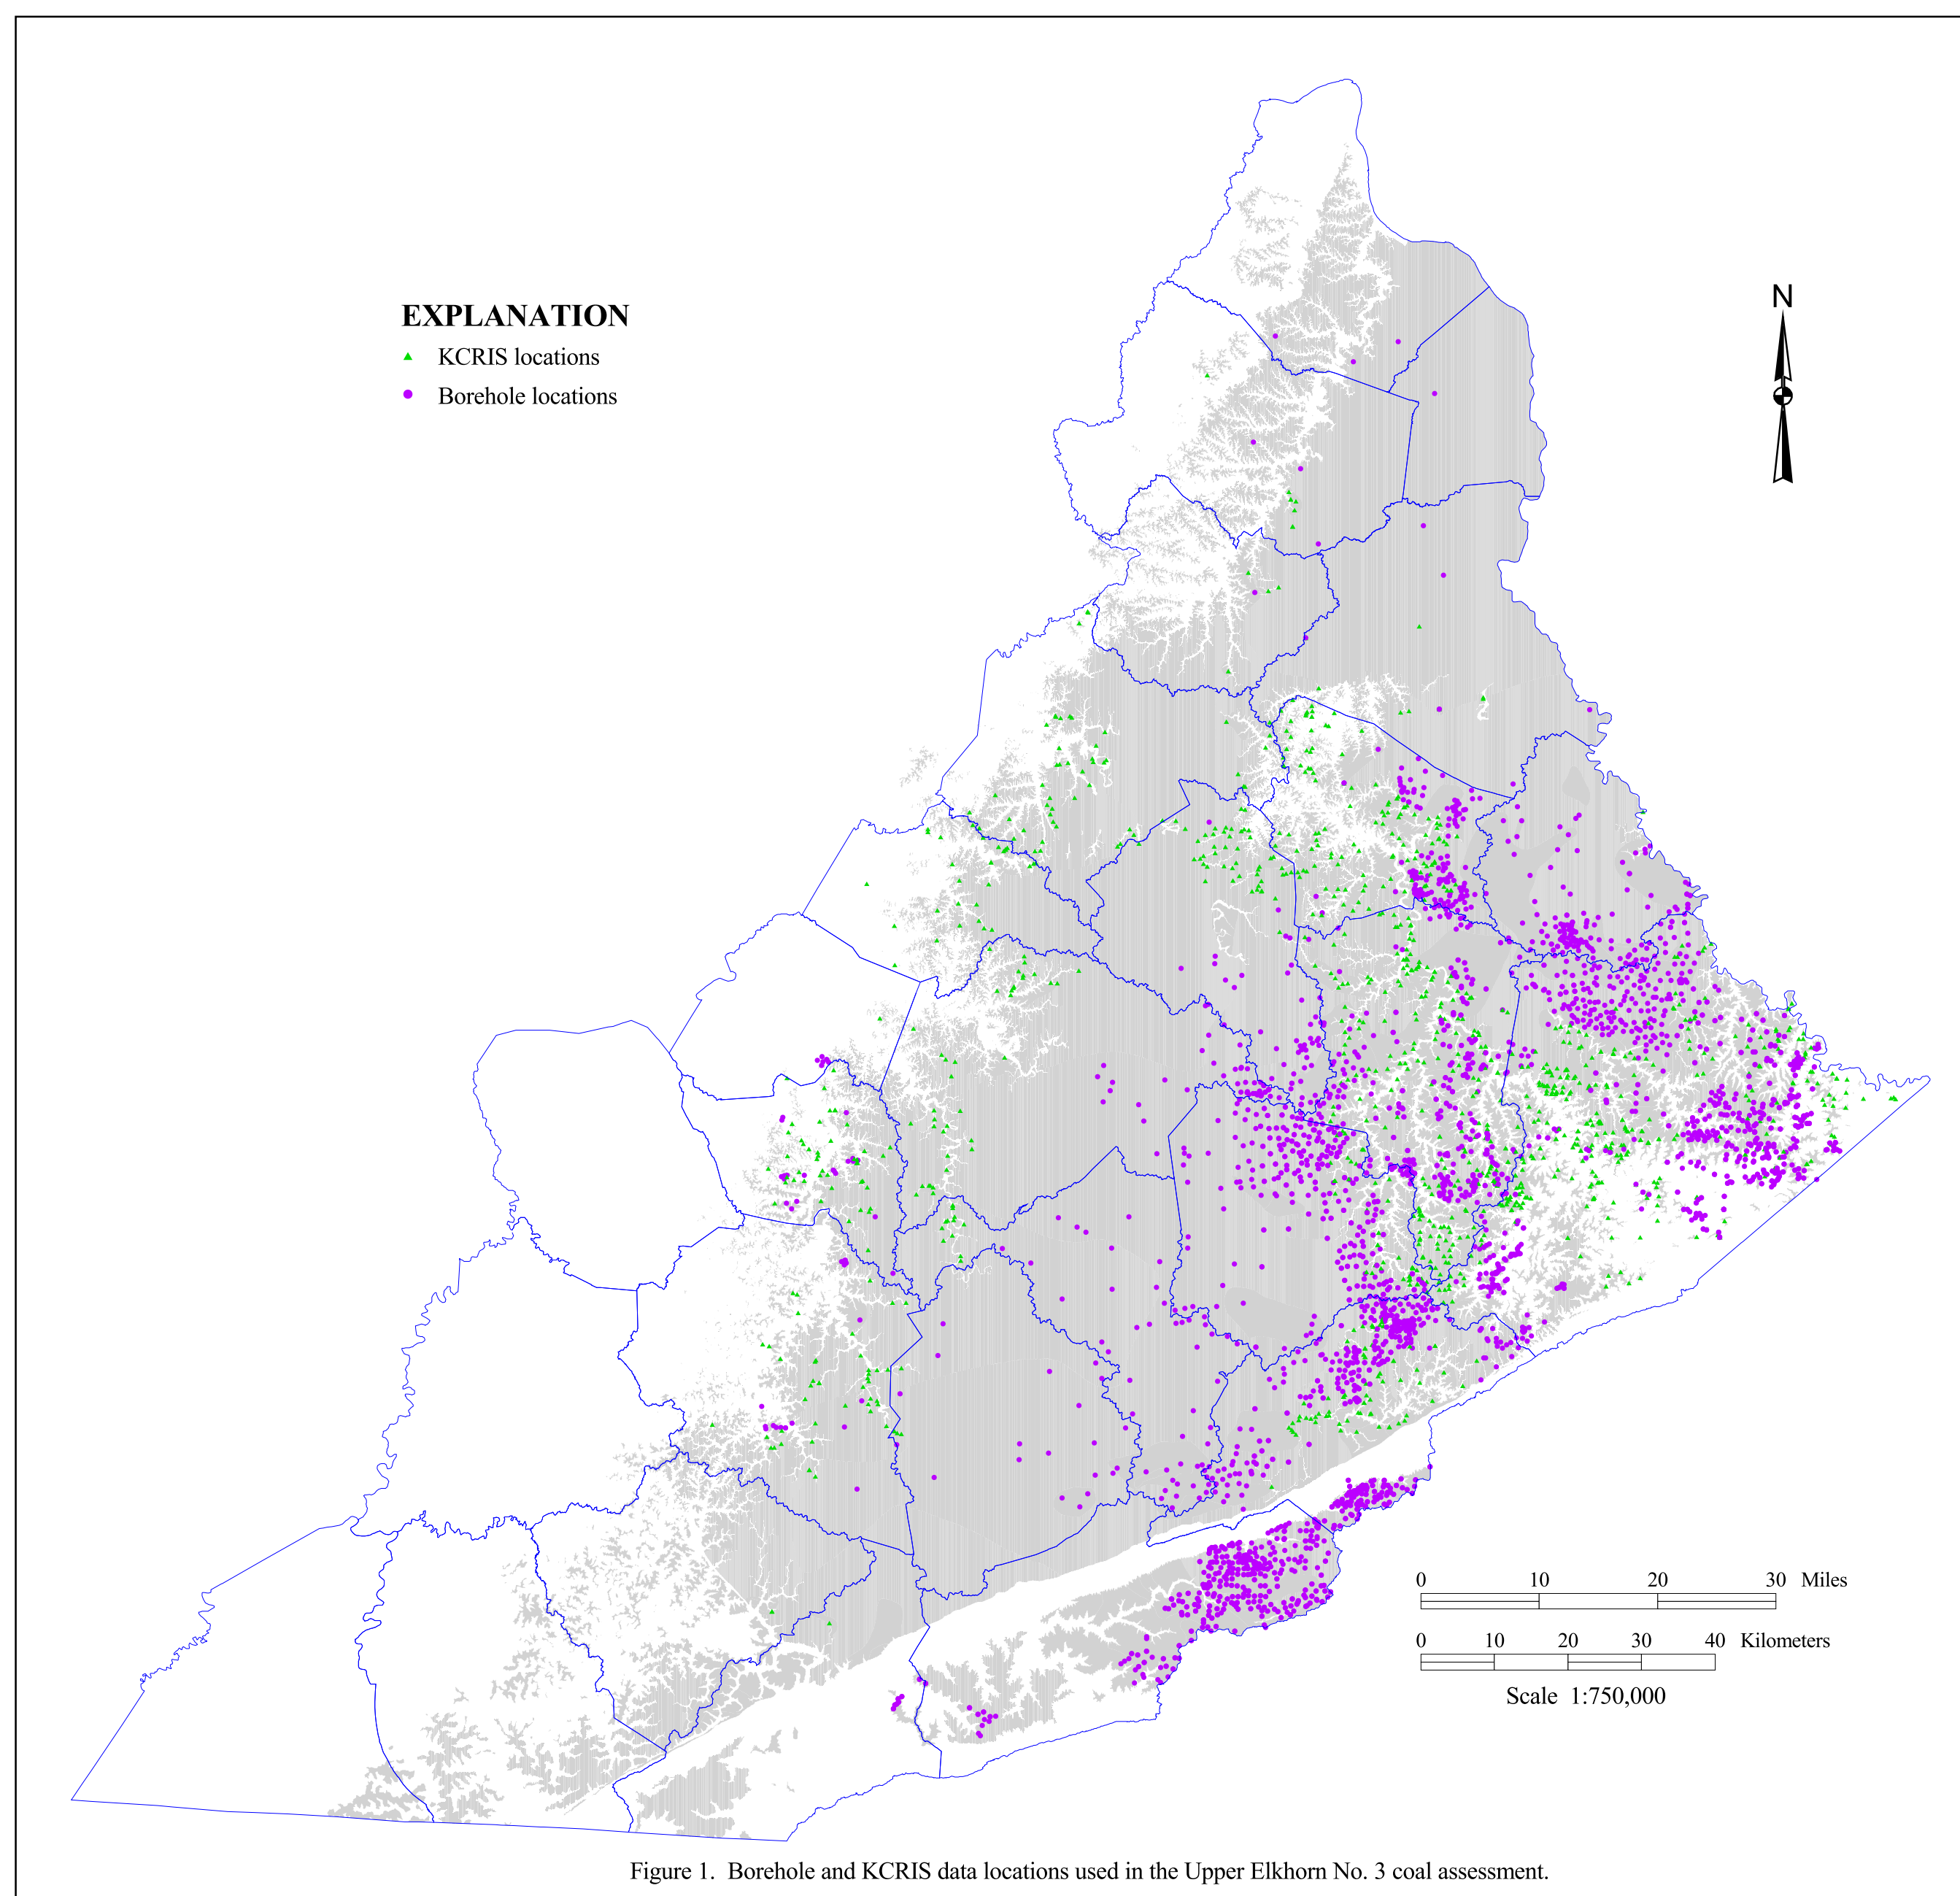 N
EXPLANATION
KCRIS locations
Borehole locations
0 10 20 30 Miles
0 10 20 30 40 Kilometers
Scale 1:750,000
Figure 1. Borehole and KCRIS data locations used in the Upper Elkhorn No. 3 coal assessment.